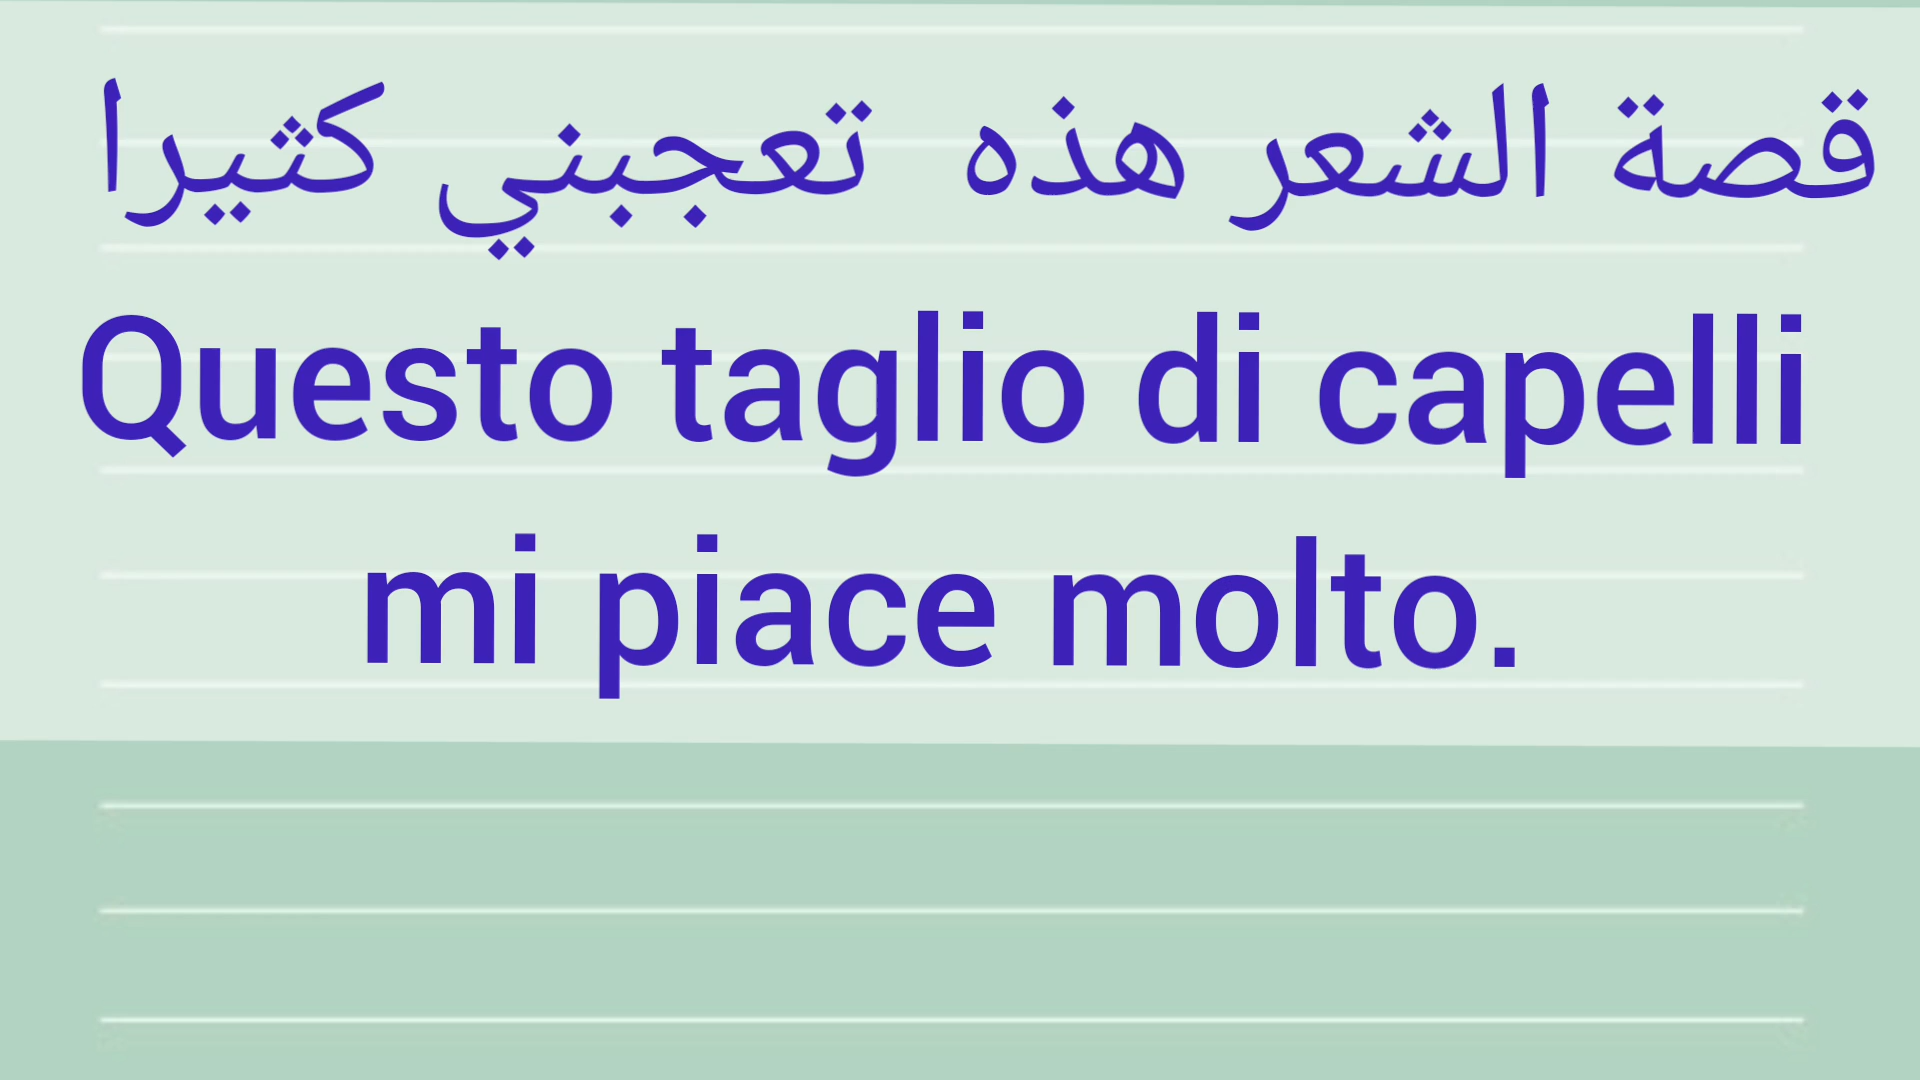 قصة الشعر هذه تعجبني كثيرا
Questo taglio di capelli
mi piace molto.